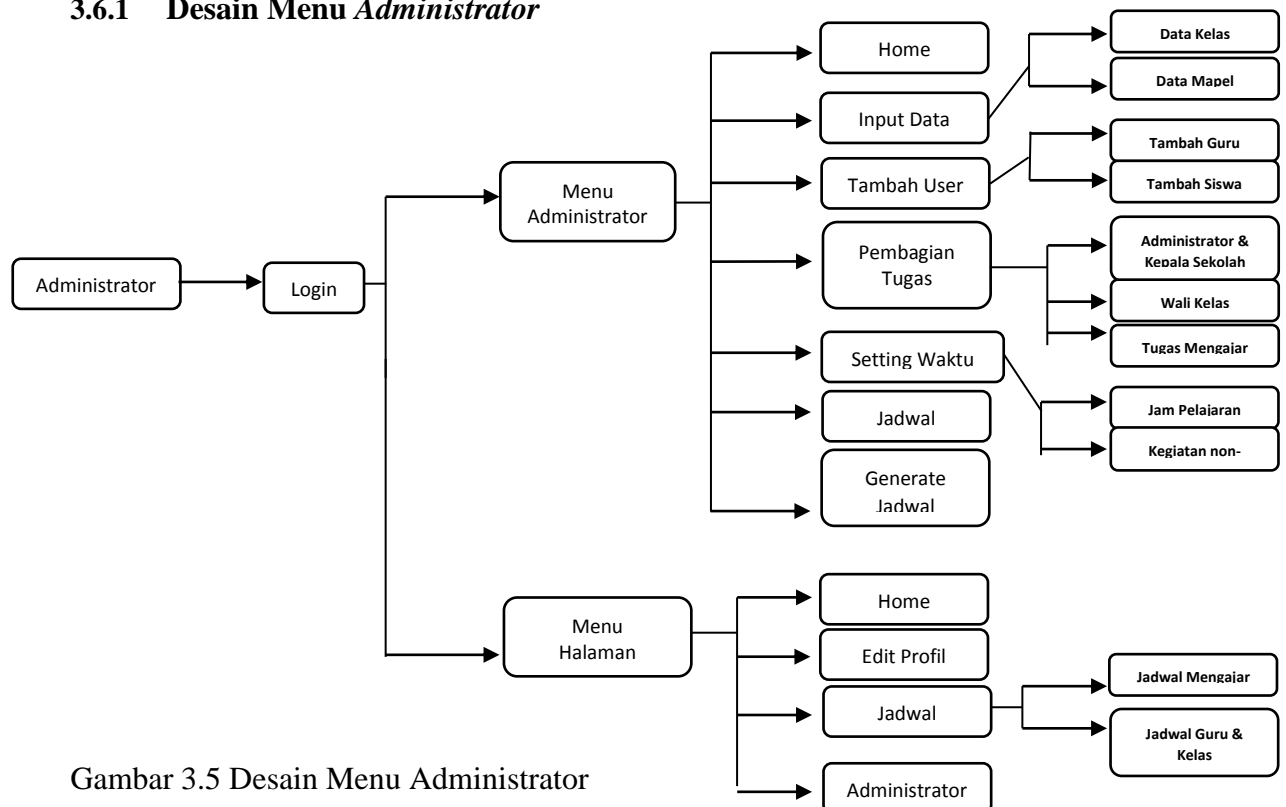 3.6.1 Desain Menu Administrator
Home
Data Kelas
Data Mapel
Input Data
Tambah User
Tambah Guru
Tambah Siswa
Menu
Administrator
Pembagian
Tugas
Administrator &
Kepala Sekolah
Wali Kelas
Tugas Mengajar
Administrator
Login
Setting Waktu
Jam Pelajaran
Kegiatan non-
Jadwal
Generate
Jadwal
Menu
Halaman
Home
Edit Profil
Jadwal
Jadwal Mengajar
Jadwal Guru &
Kelas
Administrator
Gambar 3.5 Desain Menu Administrator